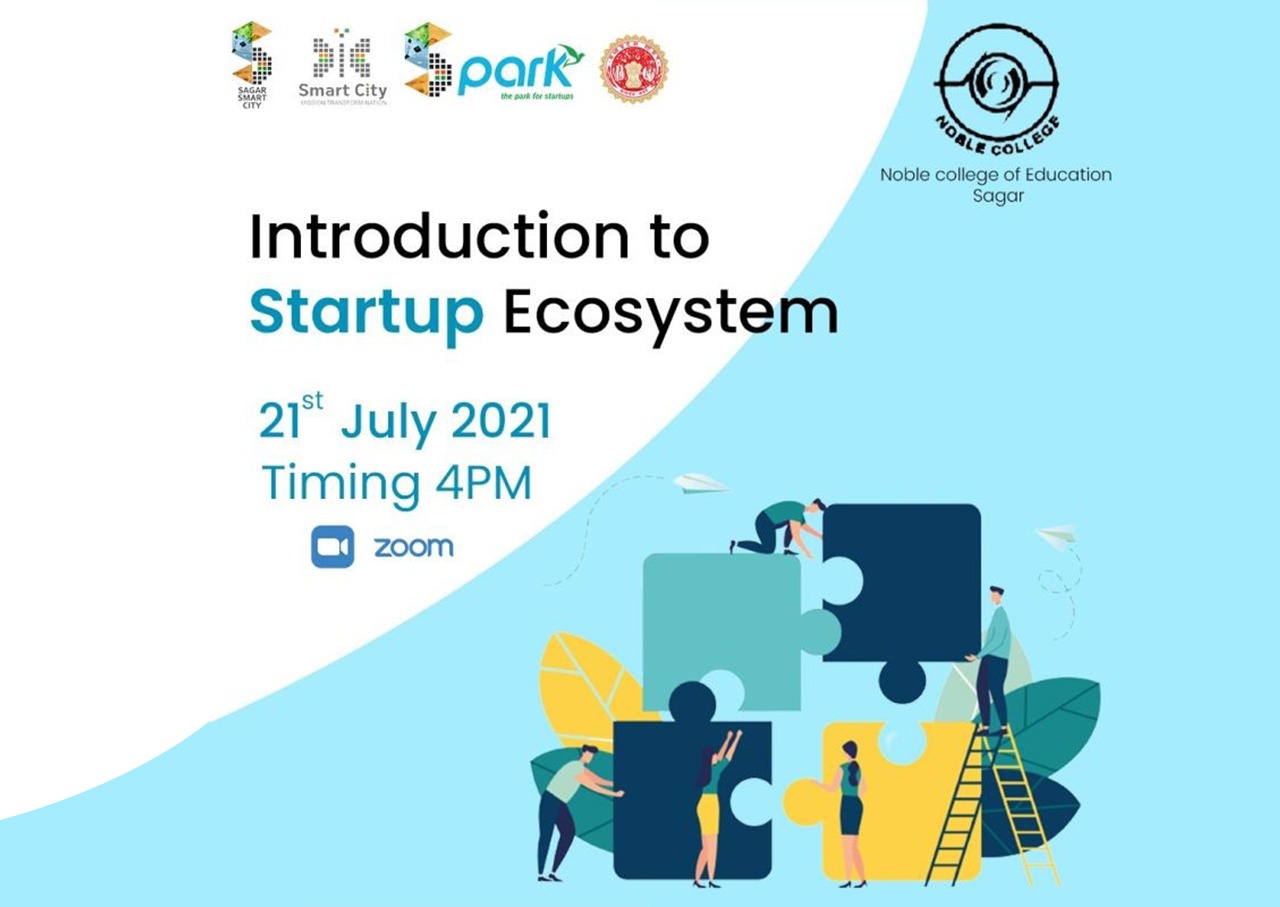 SAGAR
SMART
CITY
Smart City
MISSION TRANSFORMATION
Spark
the park for startups
NOBLE COLLEGE
Noble college of Education
Sagar
Introduction to
Startup Ecosystem
21st July 2021
Timing 4PM
zoom